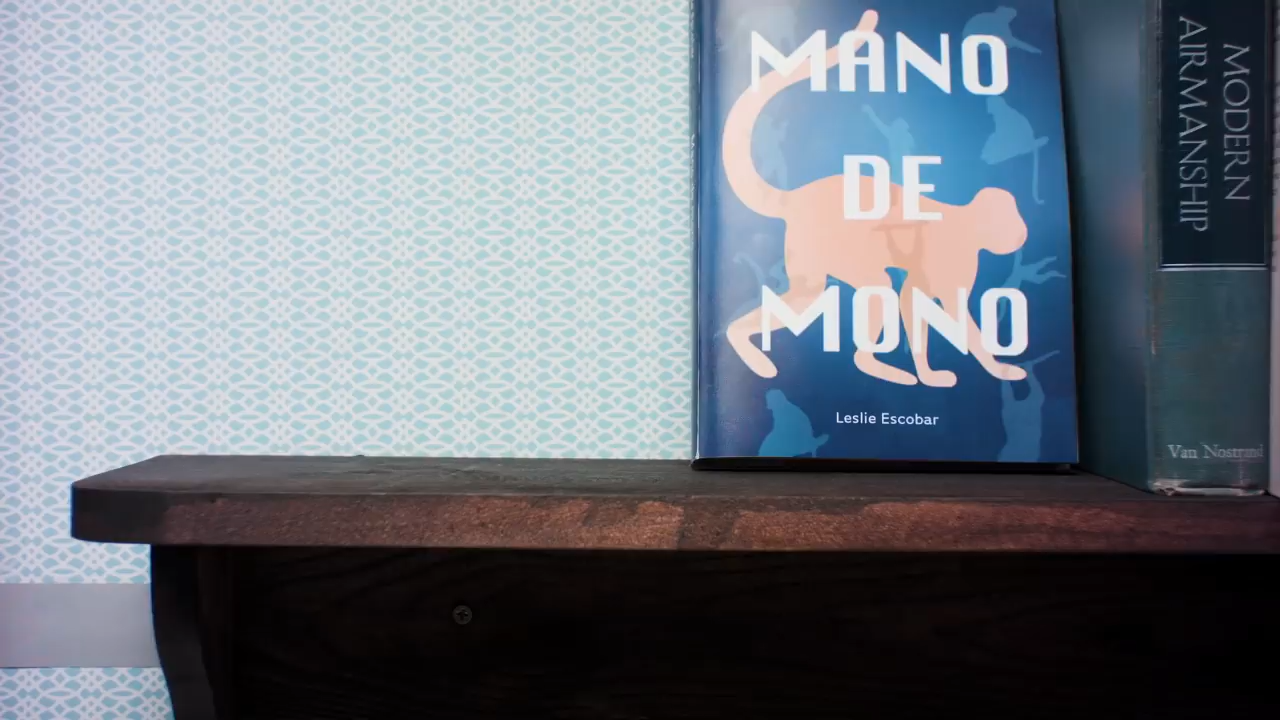 MANO
DE
MONO
Leslie Escobar
MODERN
AIRMANSHIP
Van Nostrand